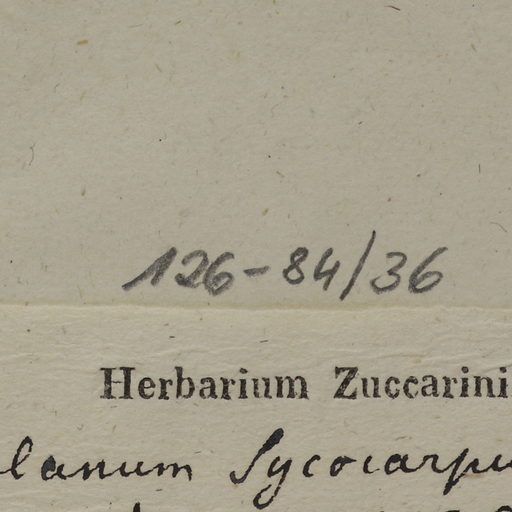 126-84/36
Herbarium Zuccarini
lanum Sycocarpu